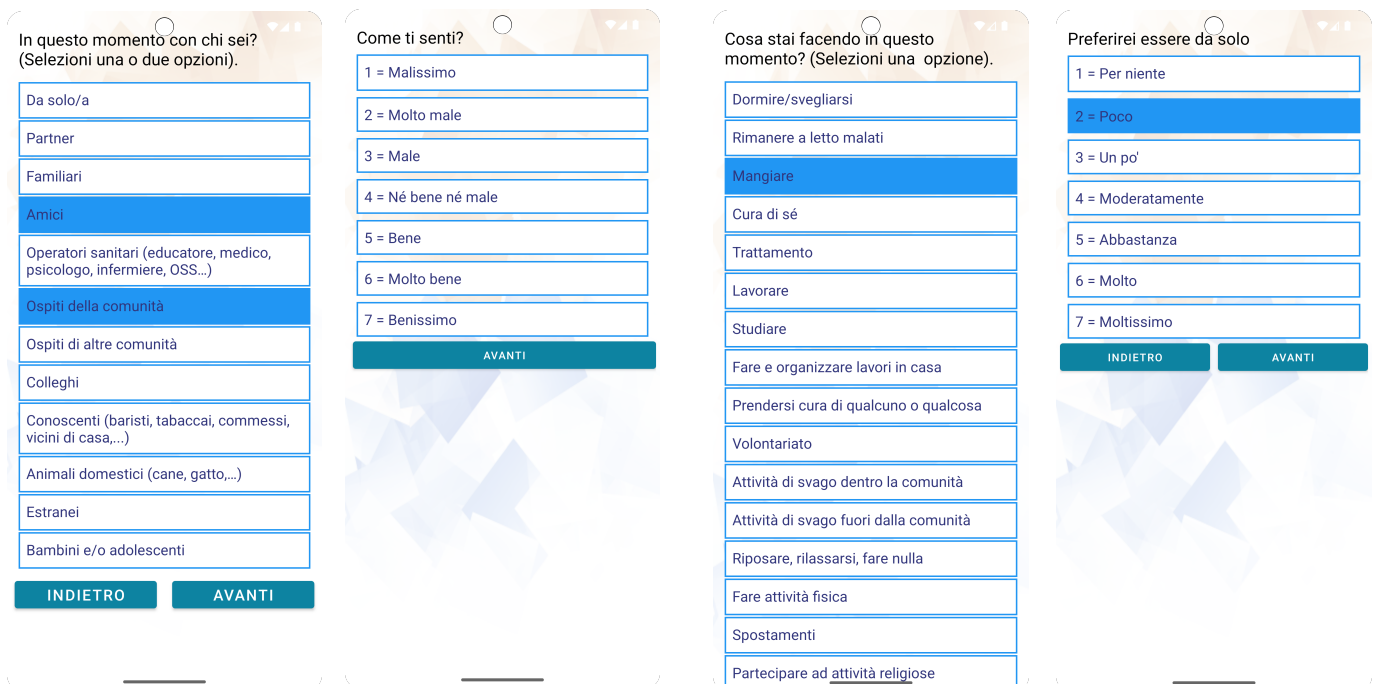 In questo momento con chi sei?
(Selezioni una o due opzioni).
Da solo/a
Partner
Familiari
Amici
Operatori sanitari (educatore, medico,
psicologo, infermiere, OSS…)
Ospiti della comunità
Ospiti di altre comunità
Colleghi
Conoscenti (baristi, tabaccai, commessi,
vicini di casa,...)
Animali domestici (cane, gatto,…)
Estranei
Bambini e/o adolescenti
INDIETRO
AVANTI
Come ti senti?
1 = Malissimo
2 = Molto male
3 = Male
4 = Né bene né male
5 = Bene
6 = Molto bene
7 = Benissimo
AVANTI
Cosa stai facendo in questo
momento? (Selezioni una  opzione).
Dormire/svegliarsi
Rimanere a letto malati
Mangiare
Cura di sé
Trattamento
Lavorare
Studiare
Fare e organizzare lavori in casa
Prendersi cura di qualcuno o qualcosa
Volontariato
Attività di svago dentro la comunità
Attività di svago fuori dalla comunità
Riposare, rilassarsi, fare nulla
Fare attività fisica
Spostamenti
Partecipare ad attività religiose
Preferirei essere da solo
1 = Per niente
2 = Poco
3 = Un po'
4 = Moderatamente
5 = Abbastanza
6 = Molto
7 = Moltissimo
INDIETRO
AVANTI